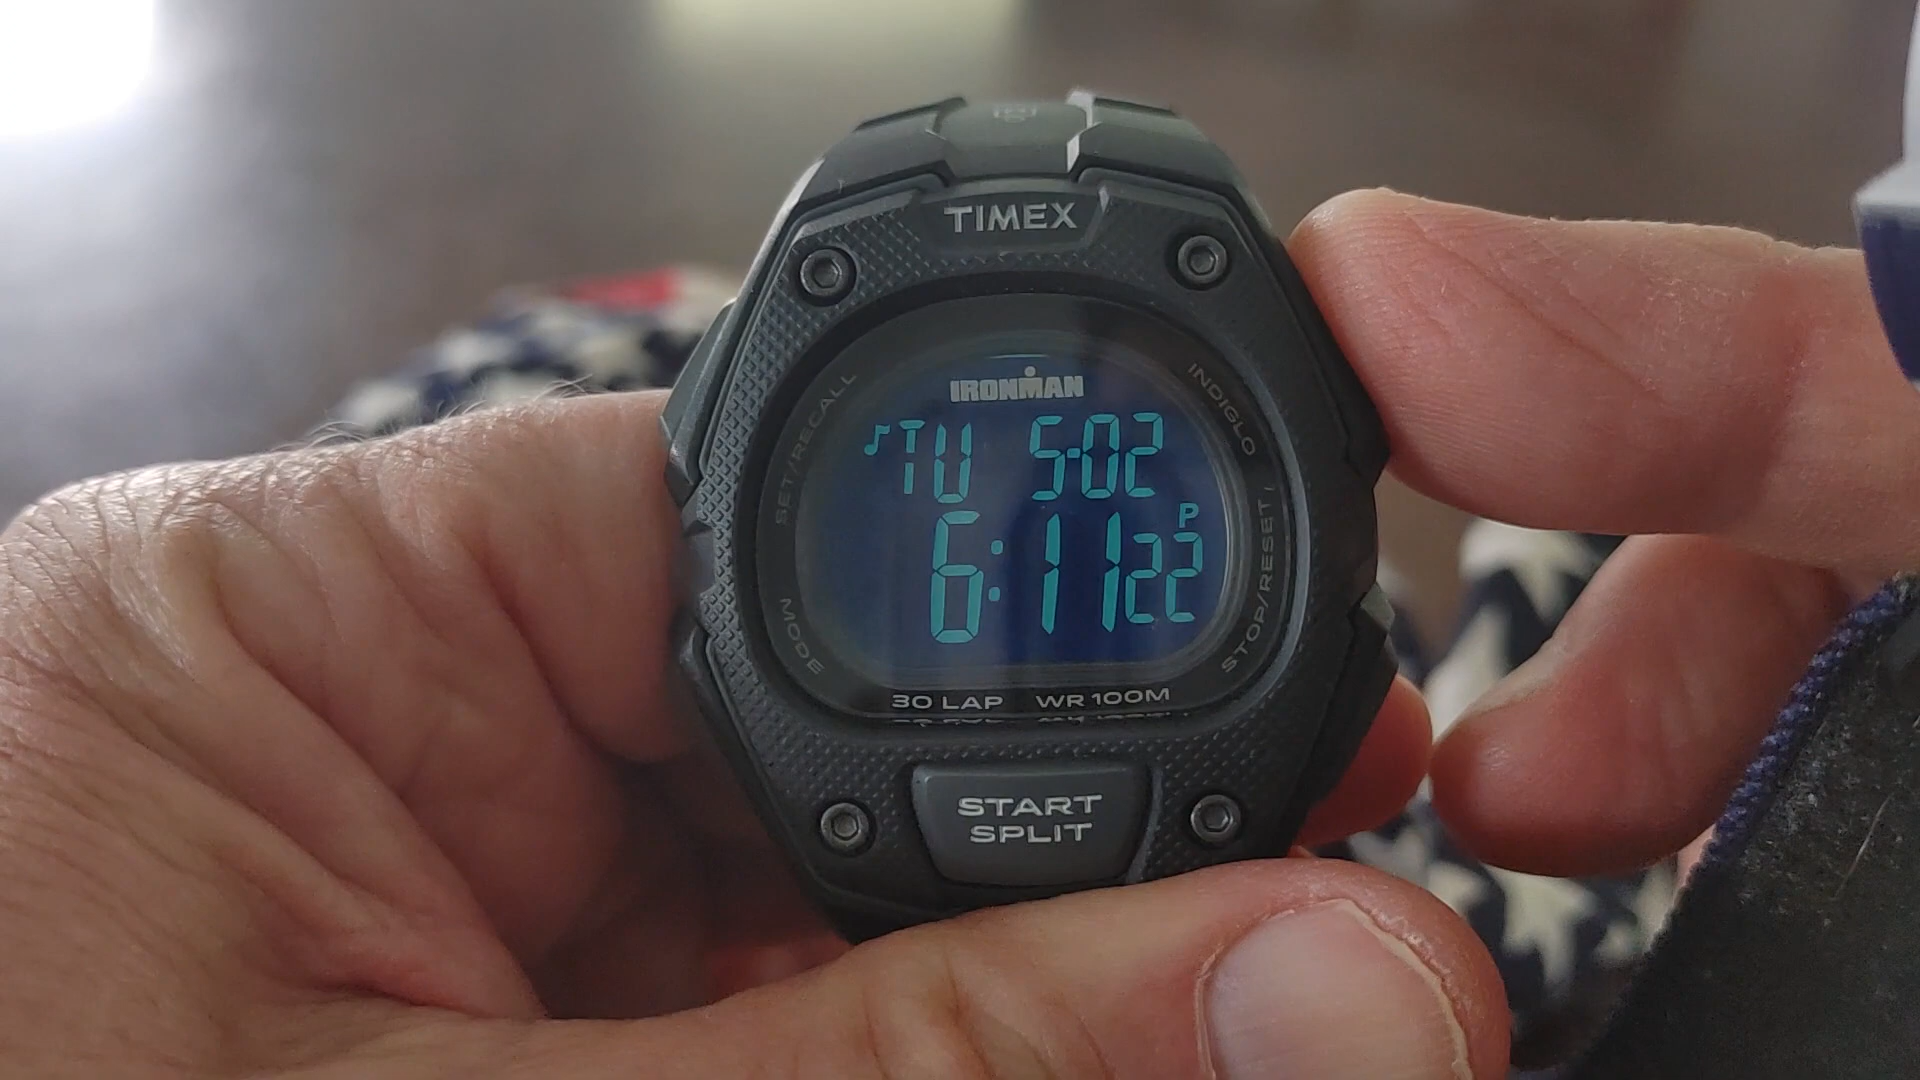 TIMEX
SET/RECALL
INDIGLO
IRONMAN
♪ TU 5-02
P
6:11 22
MODE
STOP/RESET
30 LAP WR 100M
START
SPLIT